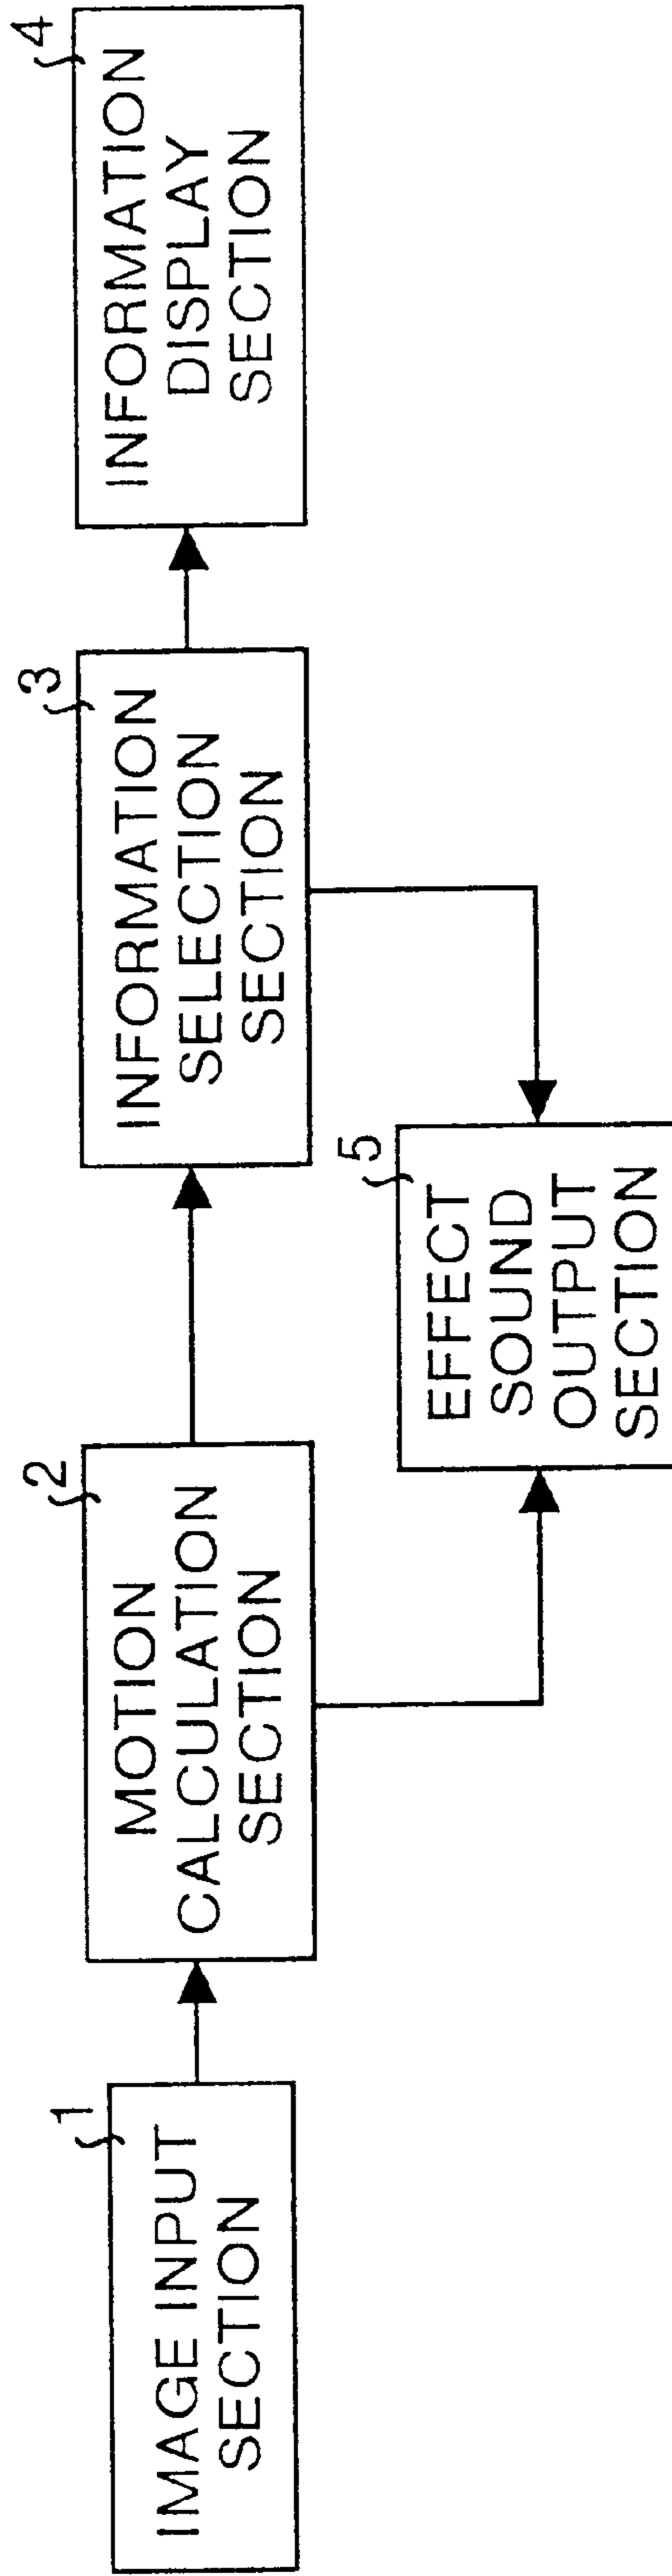 1
IMAGE INPUT
SECTION
2
MOTION
CALCULATION
SECTION
3
INFORMATION
SELECTION
SECTION
4
INFORMATION
DISPLAY
SECTION
5
EFFECT
SOUND
OUTPUT
SECTION